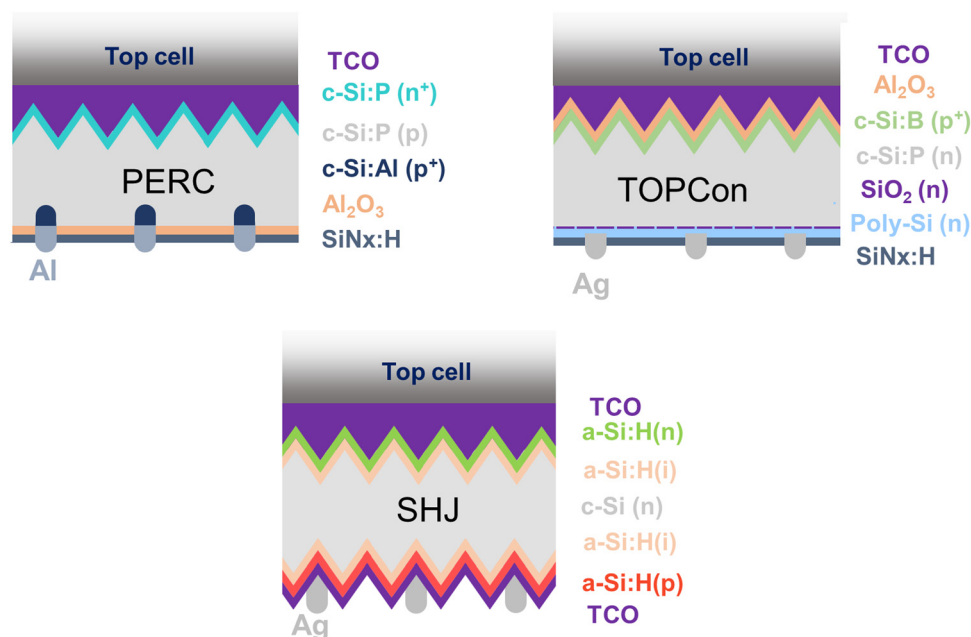 Top cell
TCO
c-Si:P (n⁺)
c-Si:P (p)
PERC
c-Si:Al (p⁺)
Al₂O₃
SiNx:H
Al
Top cell
TCO
Al₂O₃
c-Si:B (p⁺)
c-Si:P (n)
TOPCon
SiO₂ (n)
Poly-Si (n)
SiNx:H
Ag
Top cell
TCO
a-Si:H(n)
a-Si:H(i)
SHJ
c-Si (n)
a-Si:H(i)
a-Si:H(p)
TCO
Ag